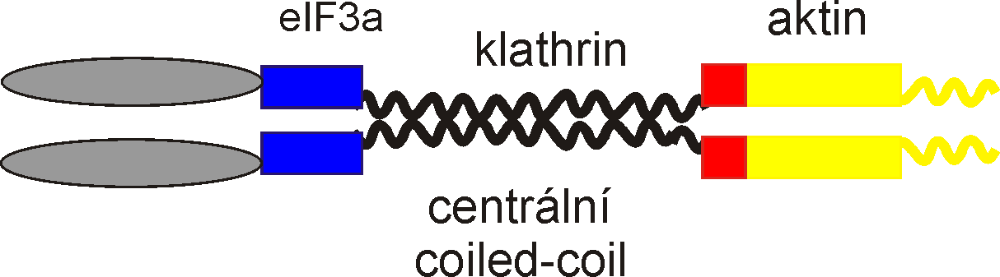 eIF3a
klathrin
aktin
centrální
coiled-coil